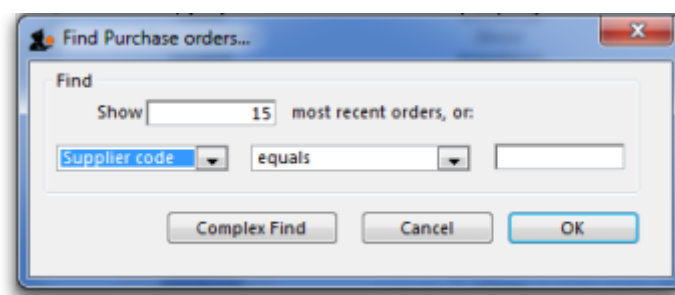 Find Purchase orders...
Find
Show 15 most recent orders, or:
Supplier code equals
Complex Find Cancel OK